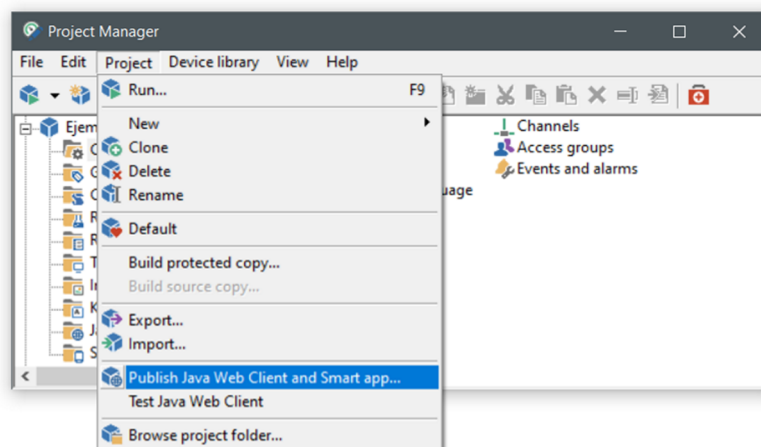 Project Manager
File Edit Project Device library View Help
Run... F9
New
Clone
Delete
Rename
Default
Build protected copy...
Build source copy...
Export...
Import...
Publish Java Web Client and Smart app...
Test Java Web Client
Browse project folder...
Channels
Access groups
Events and alarms